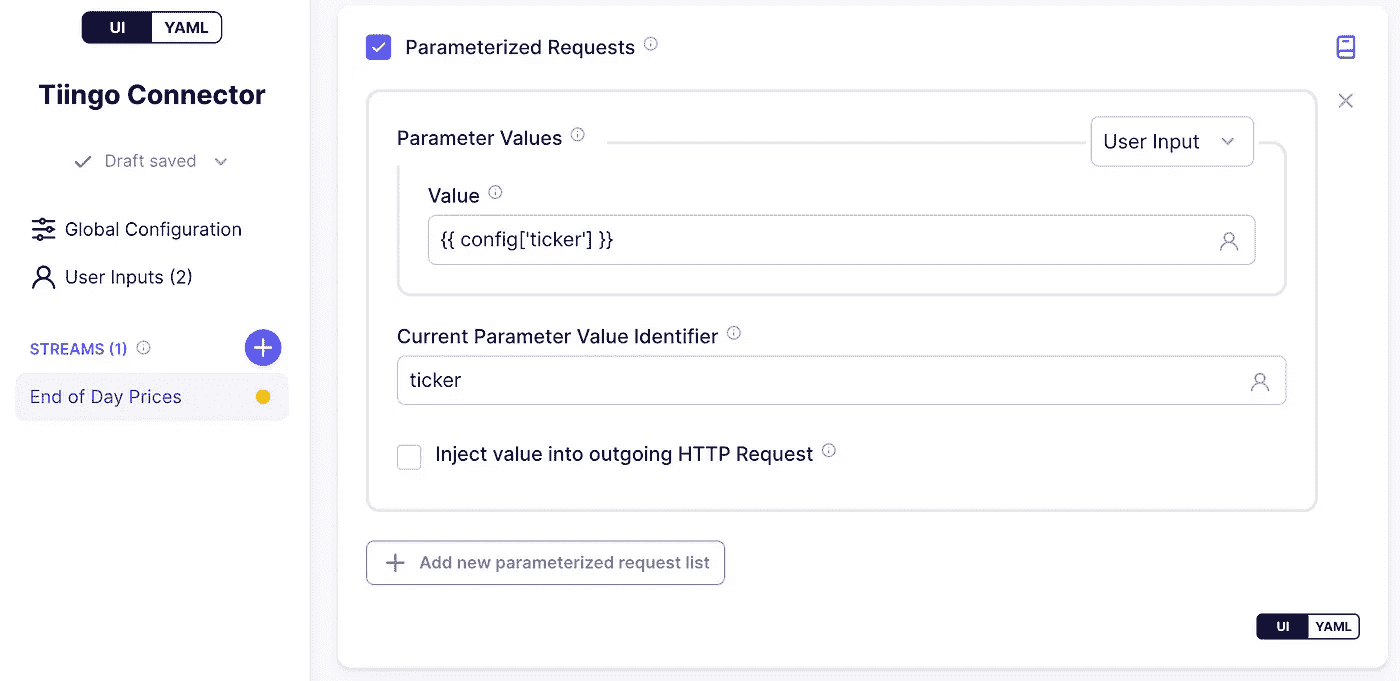 UI YAML
Tiingo Connector
Draft saved
Global Configuration
User Inputs (2)
STREAMS (1)
End of Day Prices
Parameterized Requests
Parameter Values
User Input
Value
{{ config['ticker'] }}
Current Parameter Value Identifier
ticker
Inject value into outgoing HTTP Request
Add new parameterized request list
UI YAML